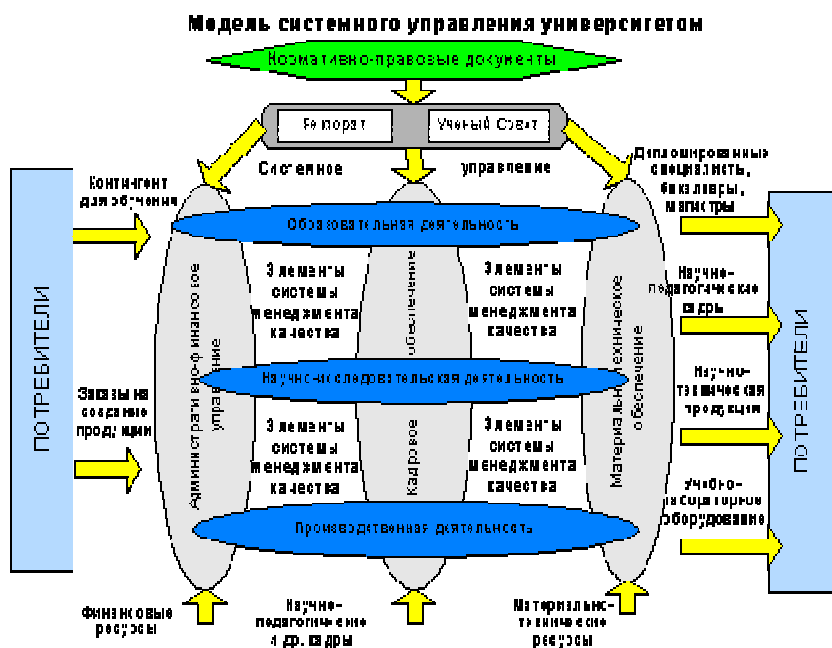 Модель системного управления университетом
Нормативно-правовые документы
Ректорат
Ученый Совет
Системное
управление
Контингент
для обучения
Дипломированные
специалисты,
бакалавры,
магистры
Образовательная деятельность
ПОТРЕБИТЕЛИ
Административно-финансовое
управление
Элементы
системы
менеджмента
качества
Кадровое обеспечение
Элементы
системы
менеджмента
качества
Материально-техническое
обеспечение
Научно-
педагогические
кадры
ПОТРЕБИТЕЛИ
Научно-исследовательская деятельность
Заказы на
создание
продукции
Научно-
техническая
продукция
Элементы
системы
менеджмента
качества
Элементы
системы
менеджмента
качества
Учебно-
лабораторное
оборудование
Производственная деятельность
Финансовые
ресурсы
Научно-
педагогические
и др. кадры
Материально-
технические
ресурсы